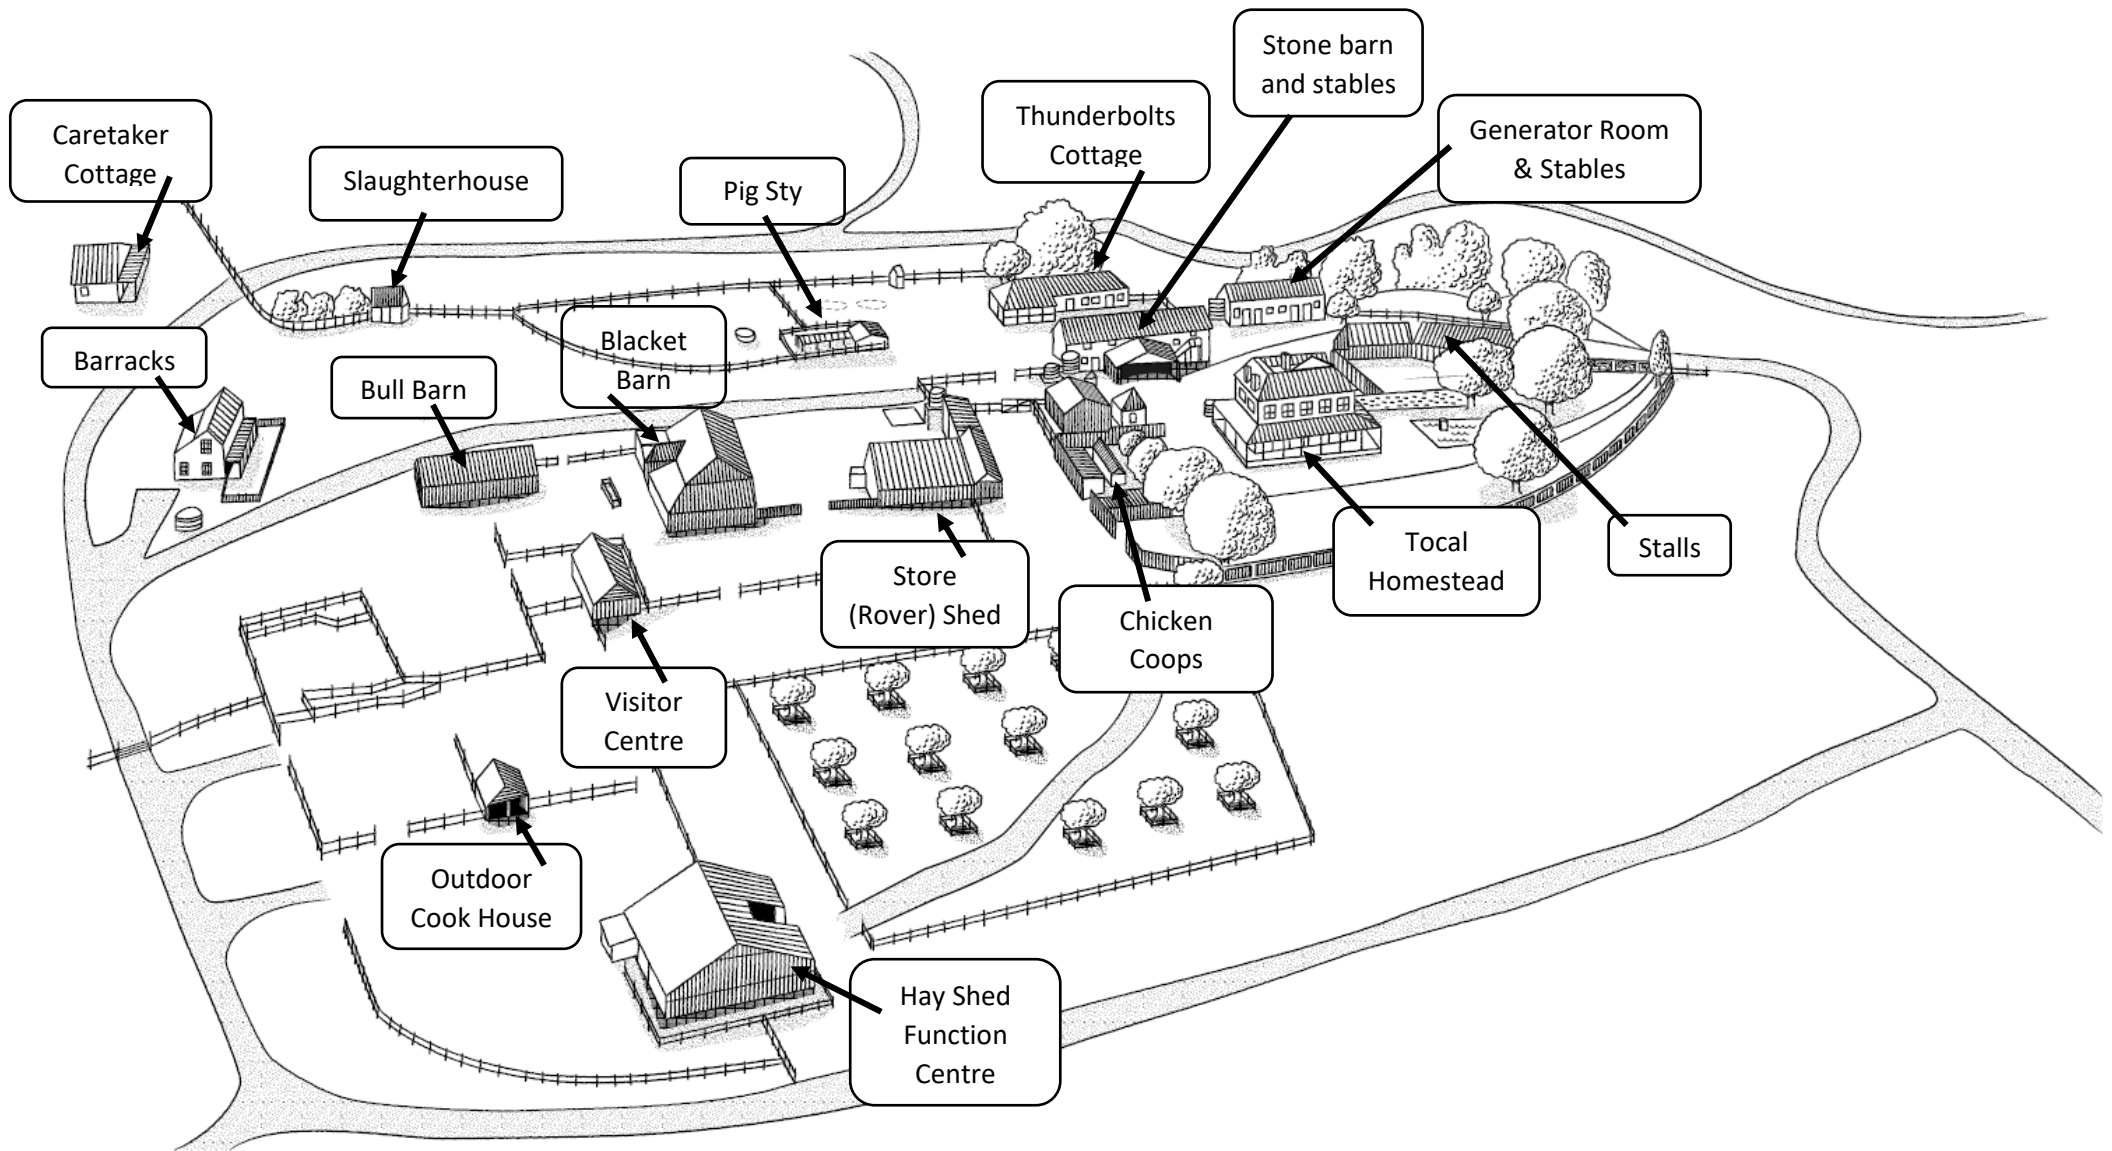 Stone barn
and stables
Thunderbolts
Cottage
Generator Room
& Stables
Caretaker
Cottage
Slaughterhouse
Pig Sty
Blacket
Barn
Barracks
Bull Barn
Store
(Rover) Shed
Tocal
Homestead
Stalls
Chicken
Coops
Visitor
Centre
Outdoor
Cook House
Hay Shed
Function
Centre